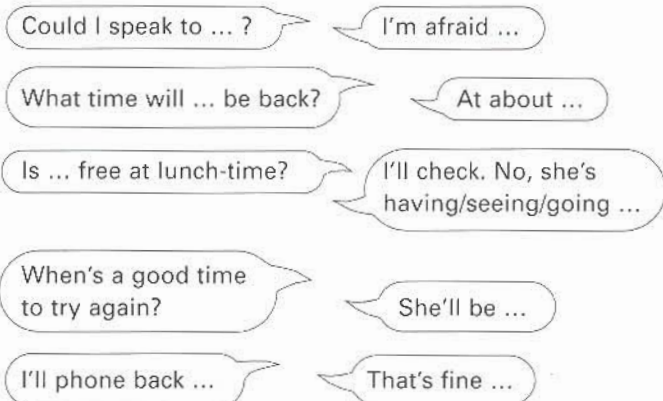 Could I speak to ... ?
I'm afraid ...
What time will ... be back?
At about ...
Is ... free at lunch-time?
I'll check. No, she's
having/seeing/going ...
When's a good time
to try again?
She'll be ...
I'll phone back ...
That's fine ...